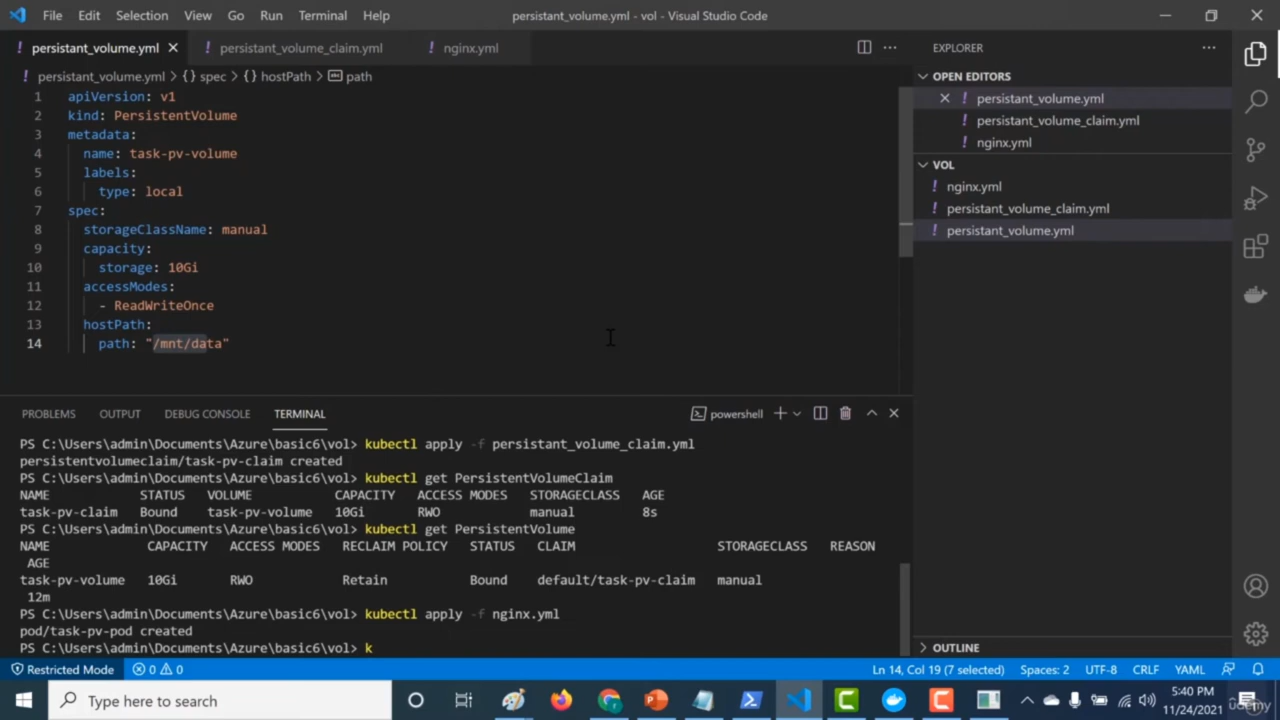 File Edit Selection View Go Run Terminal Help persistant_volume.yml - vol - Visual Studio Code
! persistant_volume.yml ! persistant_volume_claim.yml ! nginx.yml
EXPLORER
! persistant_volume.yml > {} spec > {} hostPath > path
1 apiVersion: v1
2 kind: PersistentVolume
3 metadata:
4 name: task-pv-volume
5 labels:
6 type: local
7 spec:
8 storageClassName: manual
9 capacity:
10 storage: 10Gi
11 accessModes:
12 - ReadWriteOnce
13 hostPath:
14 path: "/mnt/data"
OPEN EDITORS
! persistant_volume.yml
! persistant_volume_claim.yml
! nginx.yml
VOL
! nginx.yml
! persistant_volume_claim.yml
! persistant_volume.yml
OUTLINE
PROBLEMS OUTPUT DEBUG CONSOLE TERMINAL powershell
PS C:\Users\admin\Documents\Azure\basic6\vol> kubectl apply -f persistant_volume_claim.yml
persistentvolumeclaim/task-pv-claim created
PS C:\Users\admin\Documents\Azure\basic6\vol> kubectl get PersistentVolumeClaim
NAME STATUS VOLUME CAPACITY ACCESS MODES STORAGECLASS AGE
task-pv-claim Bound task-pv-volume 10Gi RWO manual 8s
PS C:\Users\admin\Documents\Azure\basic6\vol> kubectl get PersistentVolume
NAME CAPACITY ACCESS MODES RECLAIM POLICY STATUS CLAIM STORAGECLASS REASON
AGE
task-pv-volume 10Gi RWO Retain Bound default/task-pv-claim manual
12m
PS C:\Users\admin\Documents\Azure\basic6\vol> kubectl apply -f nginx.yml
pod/task-pv-pod created
PS C:\Users\admin\Documents\Azure\basic6\vol> k
Restricted Mode 0 0 Ln 14, Col 19 (7 selected) Spaces: 2 UTF-8 CRLF YAML
Type here to search
5:40 PM
11/24/2021
udemy